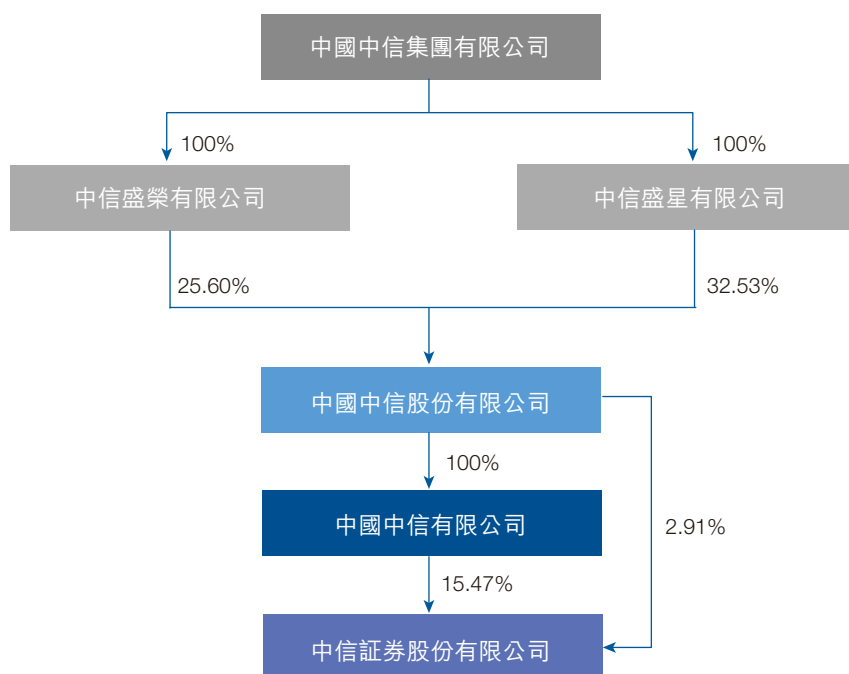 中國中信集團有限公司
100%
100%
中信盛榮有限公司
中信盛星有限公司
25.60%
32.53%
中國中信股份有限公司
100%
中國中信有限公司
2.91%
15.47%
中信証券股份有限公司